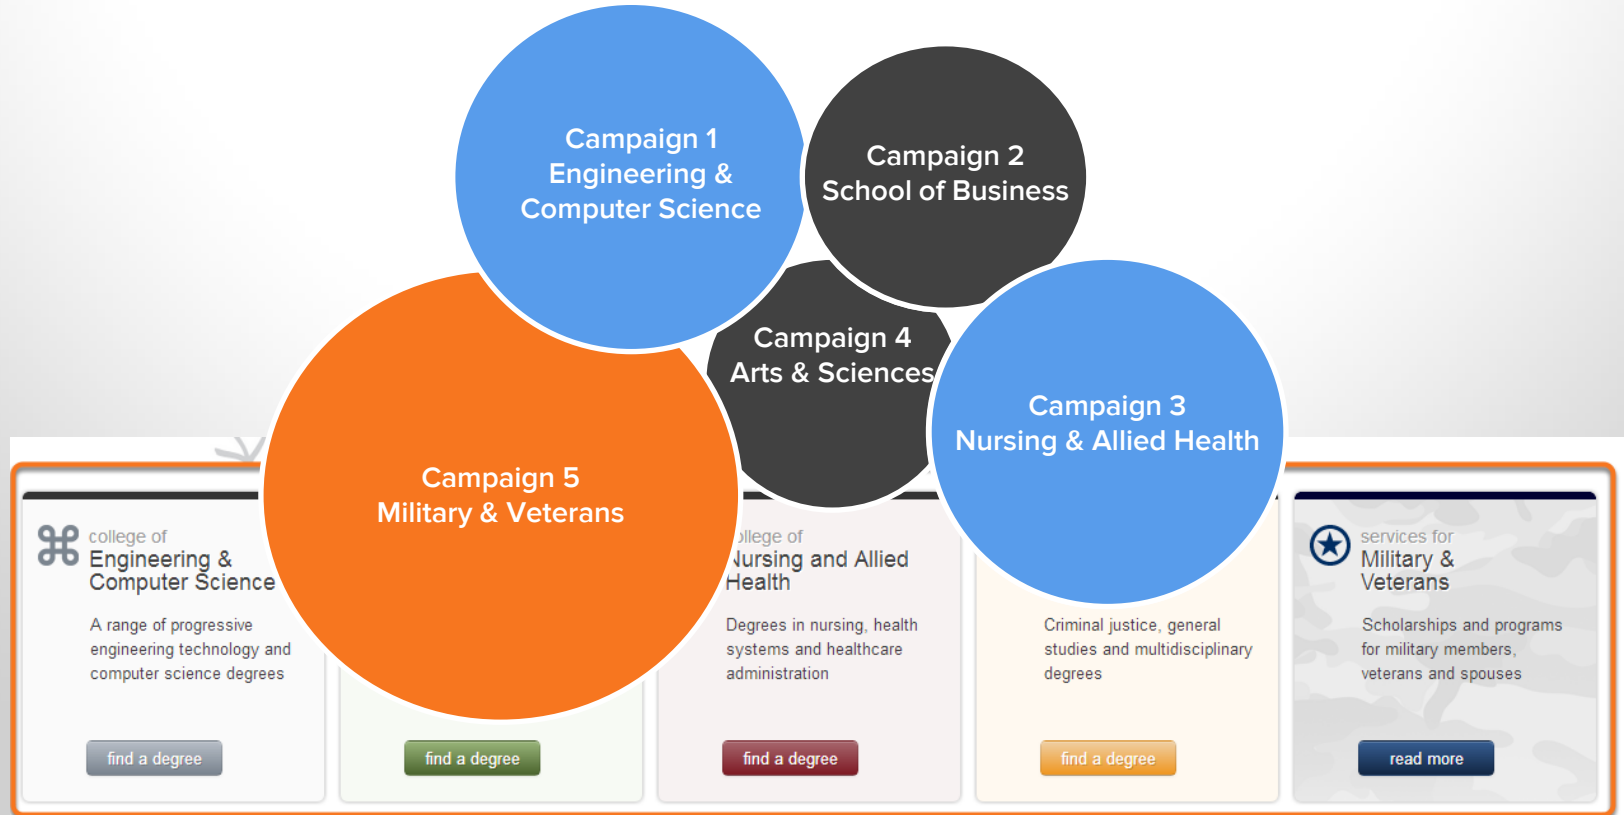 Campaign 1
Engineering &
Computer Science
Campaign 2
School of Business
Campaign 4
Arts & Sciences
Campaign 3
Nursing & Allied Health
Campaign 5
Military & Veterans
college of
Engineering &
Computer Science
A range of progressive
engineering technology and
computer science degrees
find a degree
find a degree
ollege of
Nursing and Allied
Health
Degrees in nursing, health
systems and healthcare
administration
find a degree
Criminal justice, general
studies and multidisciplinary
degrees
find a degree
services for
Military &
Veterans
Scholarships and programs
for military members,
veterans and spouses
read more